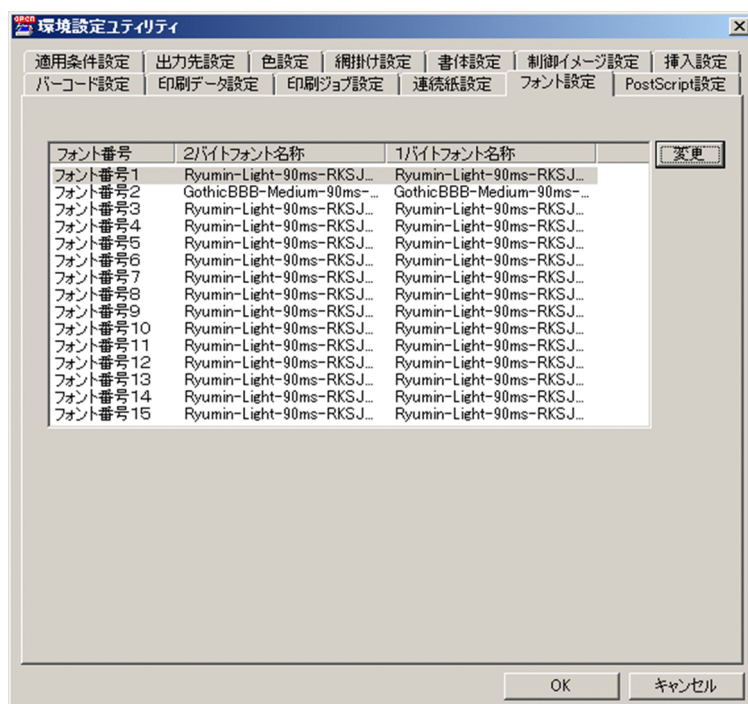 OPEN
環境設定ユティリティ
適用条件設定 出力先設定 色設定 網掛け設定 書体設定 制御イメージ設定 挿入設定
バーコード設定 印刷データ設定 印刷ジョブ設定 連続紙設定 フォント設定 PostScript設定
フォント番号 2バイトフォント名称 1バイトフォント名称 変更
フォント番号1 Ryumin-Light-90ms-RKSJ... Ryumin-Light-90ms-RKSJ...
フォント番号2 GothicBBB-Medium-90ms-... GothicBBB-Medium-90ms-...
フォント番号3 Ryumin-Light-90ms-RKSJ... Ryumin-Light-90ms-RKSJ...
フォント番号4 Ryumin-Light-90ms-RKSJ... Ryumin-Light-90ms-RKSJ...
フォント番号5 Ryumin-Light-90ms-RKSJ... Ryumin-Light-90ms-RKSJ...
フォント番号6 Ryumin-Light-90ms-RKSJ... Ryumin-Light-90ms-RKSJ...
フォント番号7 Ryumin-Light-90ms-RKSJ... Ryumin-Light-90ms-RKSJ...
フォント番号8 Ryumin-Light-90ms-RKSJ... Ryumin-Light-90ms-RKSJ...
フォント番号9 Ryumin-Light-90ms-RKSJ... Ryumin-Light-90ms-RKSJ...
フォント番号10 Ryumin-Light-90ms-RKSJ... Ryumin-Light-90ms-RKSJ...
フォント番号11 Ryumin-Light-90ms-RKSJ... Ryumin-Light-90ms-RKSJ...
フォント番号12 Ryumin-Light-90ms-RKSJ... Ryumin-Light-90ms-RKSJ...
フォント番号13 Ryumin-Light-90ms-RKSJ... Ryumin-Light-90ms-RKSJ...
フォント番号14 Ryumin-Light-90ms-RKSJ... Ryumin-Light-90ms-RKSJ...
フォント番号15 Ryumin-Light-90ms-RKSJ... Ryumin-Light-90ms-RKSJ...
OK キャンセル